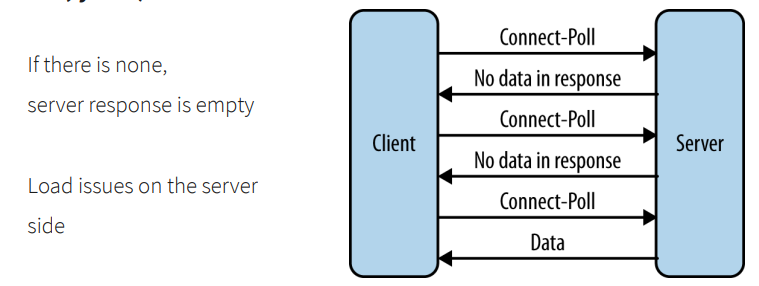 If there is none,
server response is empty
Load issues on the server
side
Client
Connect-Poll
No data in response
Connect-Poll
No data in response
Connect-Poll
Data
Server